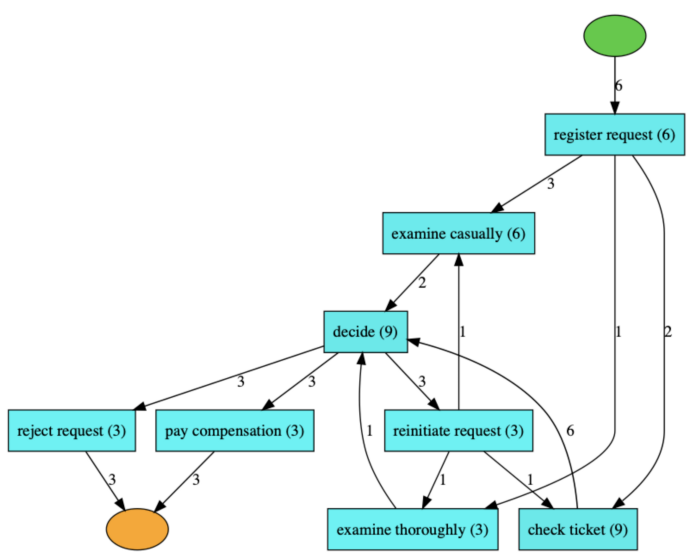 6
register request (6)
3
examine casually (6)
2
decide (9)
1
1
2
3
3
3
reject request (3)
pay compensation (3)
reinitiate request (3)
1
6
3
3
1
1
examine thoroughly (3)
check ticket (9)